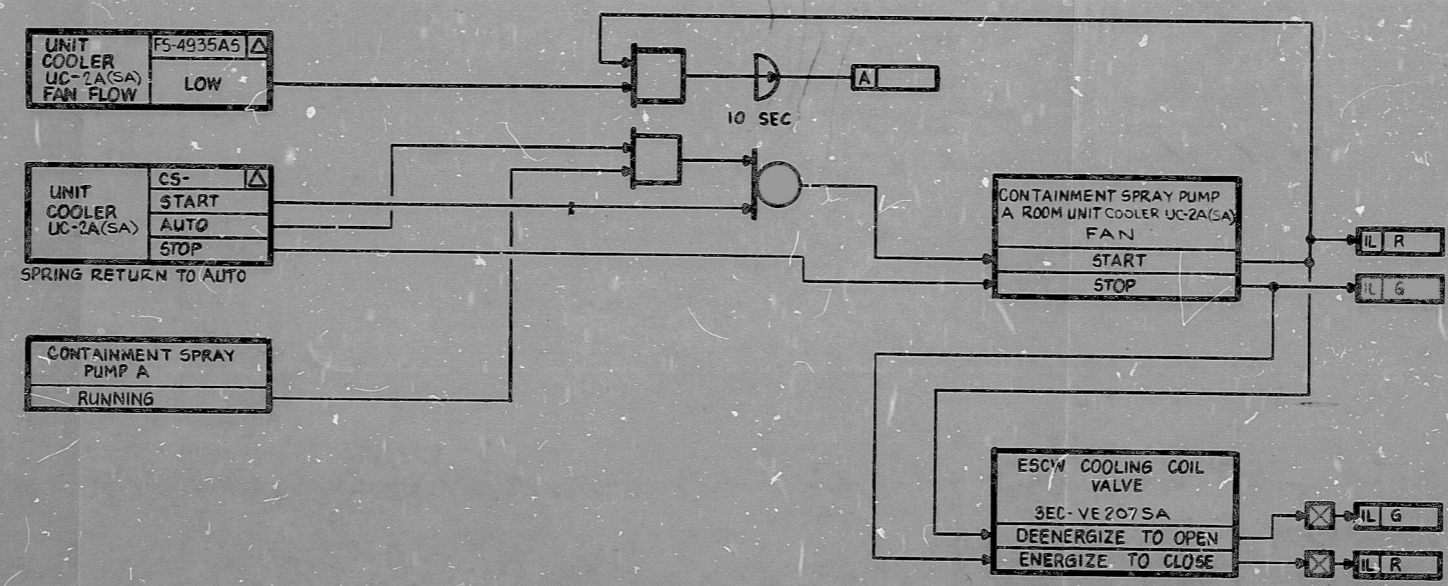 UNIT
COOLER
UC-2A(SA)
FAN FLOW
FS-4935AS
LOW
A
10 SEC
UNIT
COOLER
UC-2A(SA)
CS-
START
AUTO
STOP
SPRING RETURN TO AUTO
CONTAINMENT SPRAY PUMP
A ROOM UNIT COOLER UC-2A(SA)
FAN
START
STOP
IL R
IL G
CONTAINMENT SPRAY
PUMP A
RUNNING
ESCW COOLING COIL
VALVE
3EC-VE207SA
DEENERGIZE TO OPEN
ENERGIZE TO CLOSE
IL G
IL R